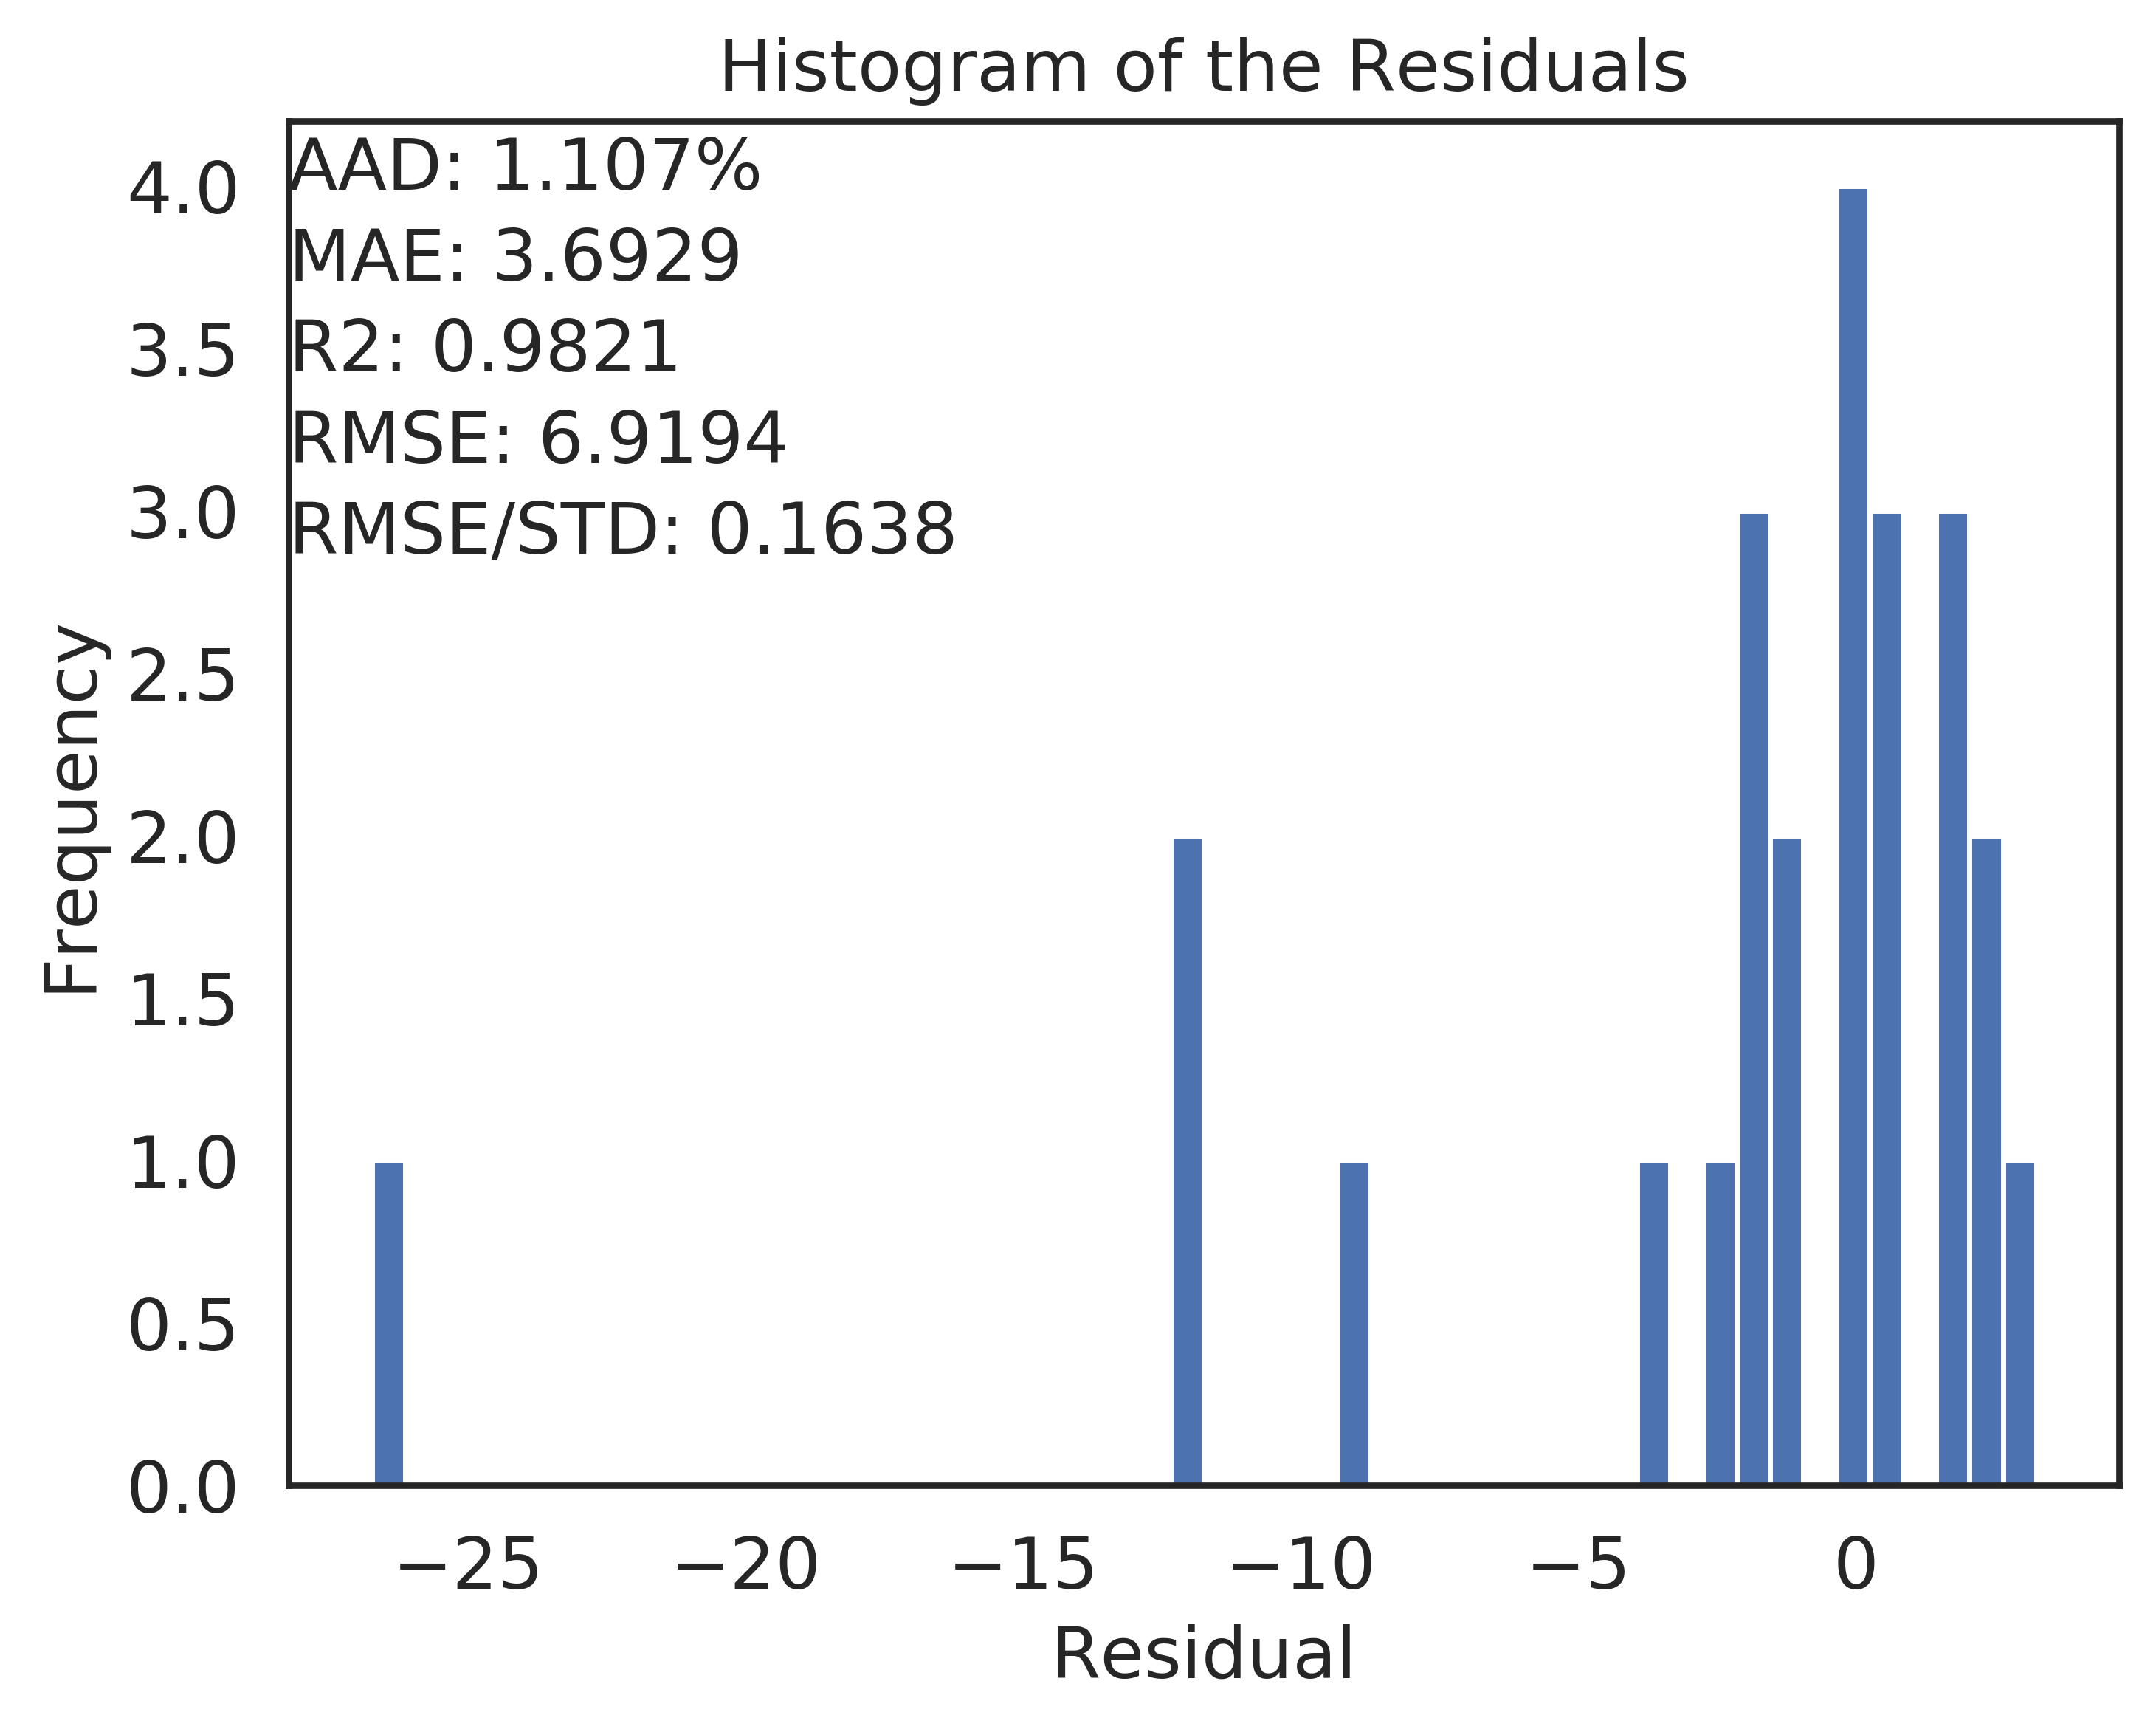 Histogram of the Residuals
AAD: 1.107%
MAE: 3.6929
R2: 0.9821
RMSE: 6.9194
RMSE/STD: 0.1638
4.0
3.5
3.0
2.5
2.0
1.5
1.0
0.5
0.0
Frequency
−25 −20 −15 −10 −5 0
Residual